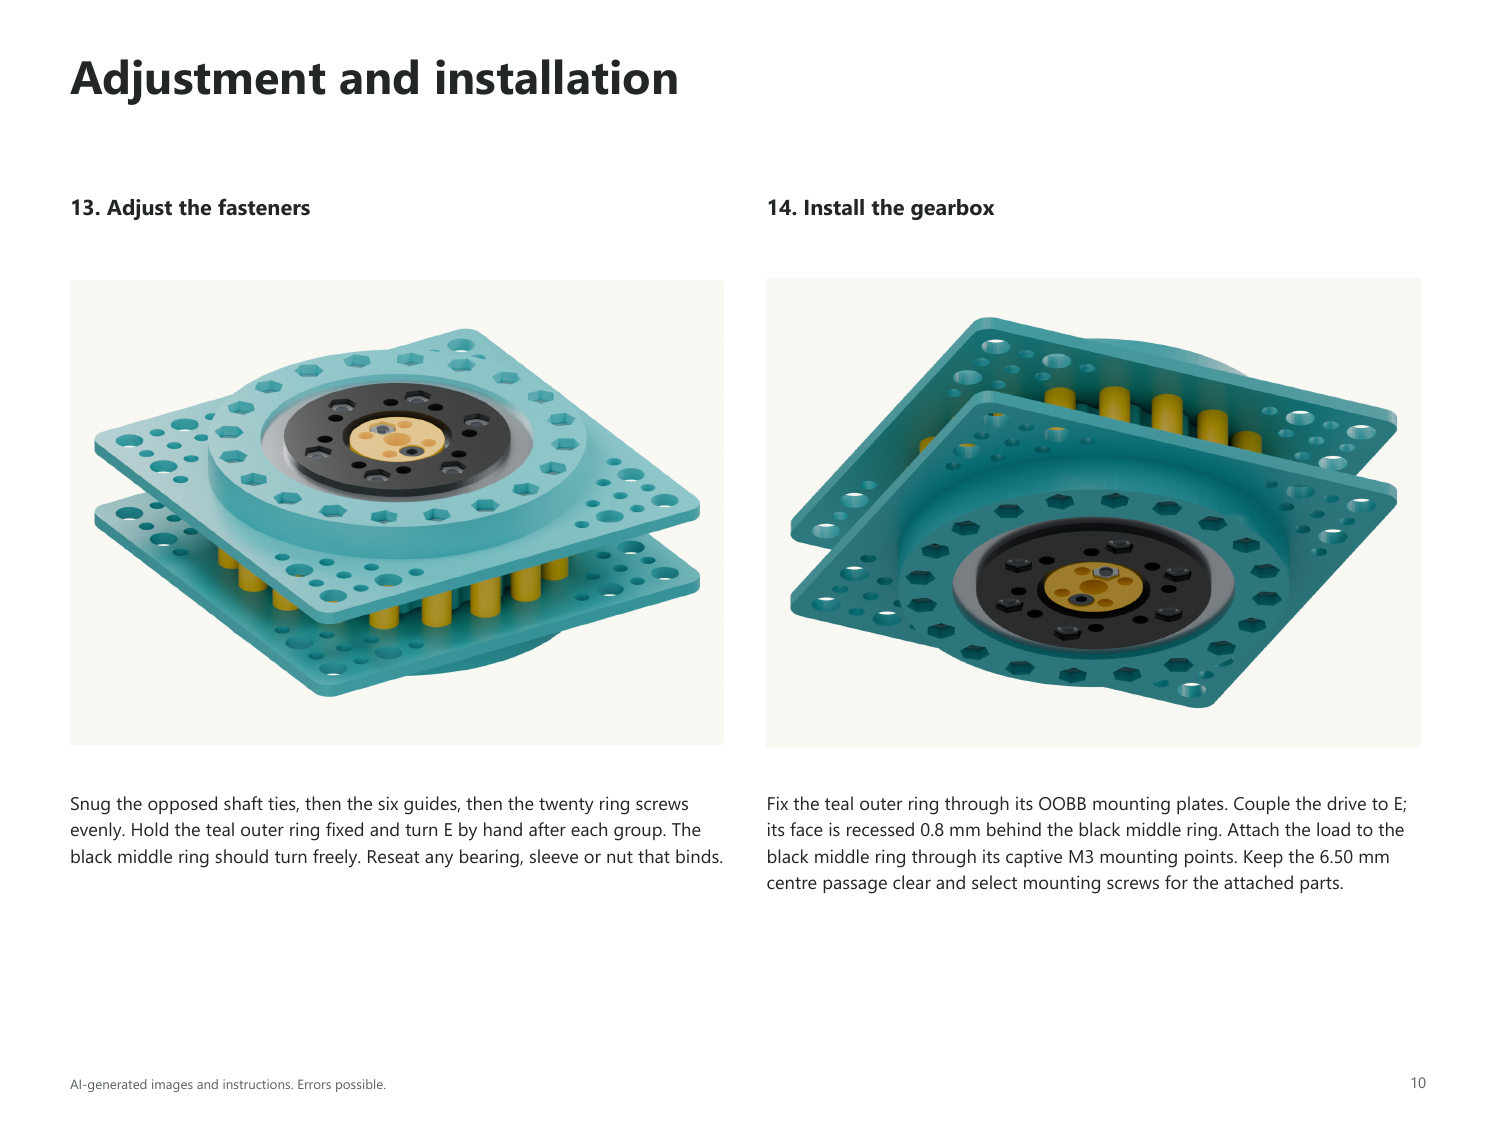 Adjustment and installation
13. Adjust the fasteners
Snug the opposed shaft ties, then the six guides, then the twenty ring screws
evenly. Hold the teal outer ring fixed and turn E by hand after each group. The
black middle ring should turn freely. Reseat any bearing, sleeve or nut that binds.
14. Install the gearbox
Fix the teal outer ring through its OOBB mounting plates. Couple the drive to E;
its face is recessed 0.8 mm behind the black middle ring. Attach the load to the
black middle ring through its captive M3 mounting points. Keep the 6.50 mm
centre passage clear and select mounting screws for the attached parts.
AI-generated images and instructions. Errors possible.
10